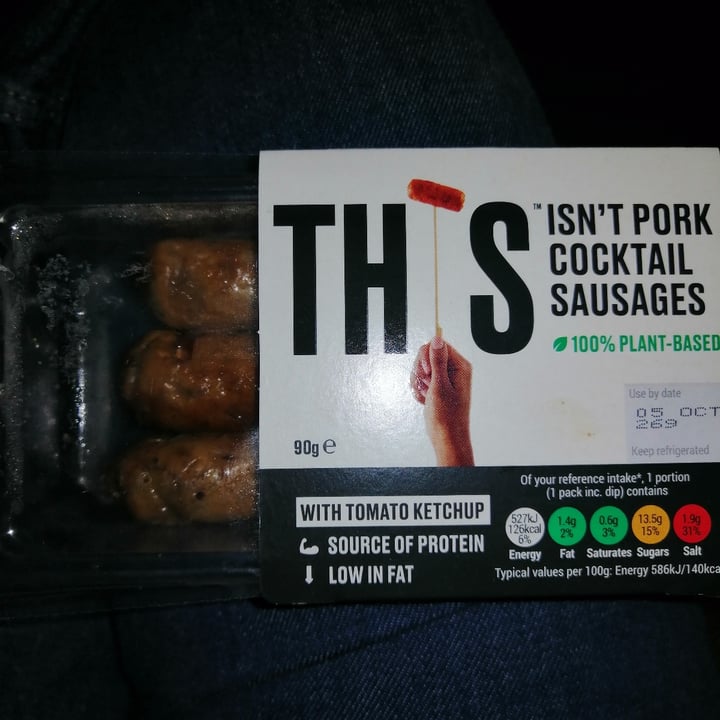 THIS™
ISN'T PORK
COCKTAIL
SAUSAGES
100% PLANT-BASED
Use by date
05 OCT
269
Keep refrigerated
90g e
WITH TOMATO KETCHUP
SOURCE OF PROTEIN
LOW IN FAT
Of your reference intake*, 1 portion
(1 pack inc. dip) contains
527kJ 126kcal 6% Energy
1.4g 2% Fat
0.6g 3% Saturates
13.5g 15% Sugars
1.9g 31% Salt
Typical values per 100g: Energy 586kJ/140kca